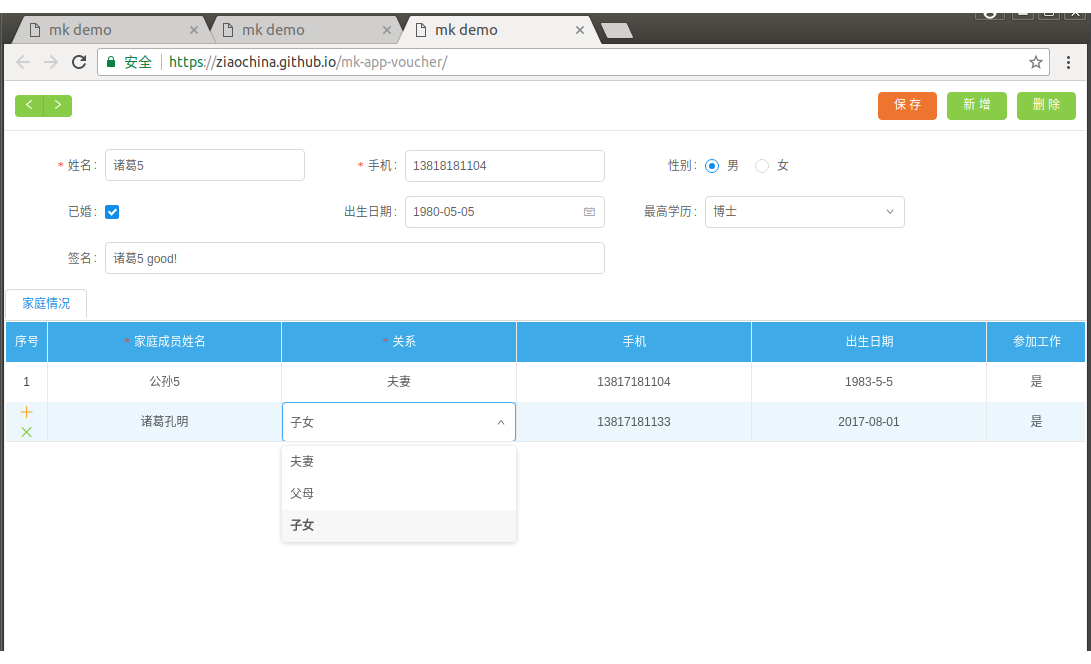 mk demo mk demo mk demo
安全 https://ziaochina.github.io/mk-app-voucher/
保 存 新 增 删 除
* 姓名: 诸葛5 * 手机: 13818181104 性别: 男 女
已婚: 出生日期: 1980-05-05 最高学历: 博士
签名: 诸葛5 good!
家庭情况
序号 * 家庭成员姓名 * 关系 手机 出生日期 参加工作
1 公孙5 夫妻 13817181104 1983-5-5 是
诸葛孔明 子女 13817181133 2017-08-01 是
夫妻
父母
子女